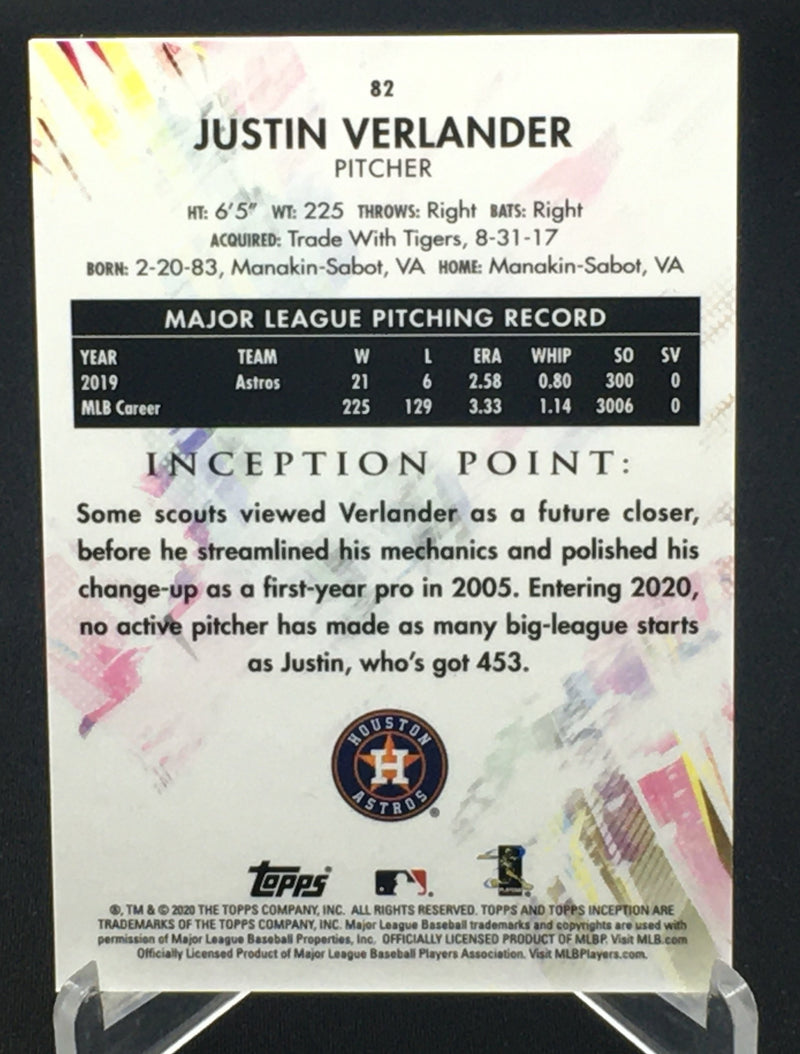 82
JUSTIN VERLANDER
PITCHER
HT: 6'5" WT: 225 THROWS: Right BATS: Right
ACQUIRED: Trade With Tigers, 8-31-17
BORN: 2-20-83, Manakin-Sabot, VA HOME: Manakin-Sabot, VA
MAJOR LEAGUE PITCHING RECORD
YEAR TEAM W L ERA WHIP SO SV
2019 Astros 21 6 2.58 0.80 300 0
MLB Career 225 129 3.33 1.14 3006 0
INCEPTION POINT:
Some scouts viewed Verlander as a future closer,
before he streamlined his mechanics and polished his
change-up as a first-year pro in 2005. Entering 2020,
no active pitcher has made as many big-league starts
as Justin, who's got 453.
HOUSTON
H
ASTROS ®
Topps®
PLAYERS
®, TM & © 2020 THE TOPPS COMPANY, INC. ALL RIGHTS RESERVED. TOPPS AND TOPPS INCEPTION ARE
TRADEMARKS OF THE TOPPS COMPANY, INC. Major League Baseball trademarks and copyrights are used with
permission of Major League Baseball Properties, Inc. OFFICIALLY LICENSED PRODUCT OF MLBP. Visit MLB.com
Officially Licensed Product of Major League Baseball Players Association. Visit MLBPlayers.com.